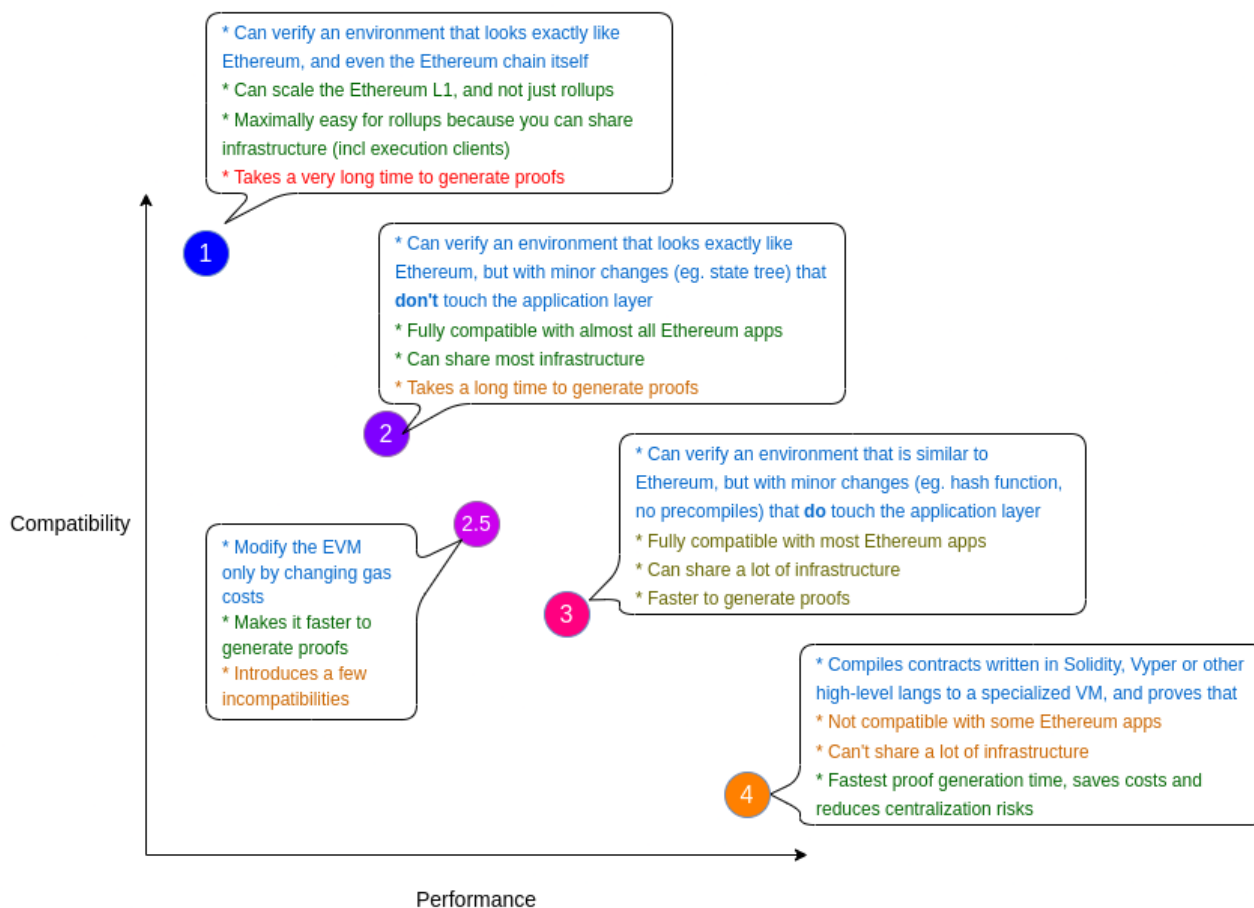 * Can verify an environment that looks exactly like
Ethereum, and even the Ethereum chain itself
* Can scale the Ethereum L1, and not just rollups
* Maximally easy for rollups because you can share
infrastructure (incl execution clients)
* Takes a very long time to generate proofs
1
* Can verify an environment that looks exactly like
Ethereum, but with minor changes (eg. state tree) that
don't touch the application layer
* Fully compatible with almost all Ethereum apps
* Can share most infrastructure
* Takes a long time to generate proofs
2
Compatibility
2.5
* Modify the EVM
only by changing gas
costs
* Makes it faster to
generate proofs
* Introduces a few
incompatibilities
* Can verify an environment that is similar to
Ethereum, but with minor changes (eg. hash function,
no precompiles) that do touch the application layer
* Fully compatible with most Ethereum apps
* Can share a lot of infrastructure
* Faster to generate proofs
3
* Compiles contracts written in Solidity, Vyper or other
high-level langs to a specialized VM, and proves that
* Not compatible with some Ethereum apps
* Can't share a lot of infrastructure
* Fastest proof generation time, saves costs and
reduces centralization risks
4
Performance